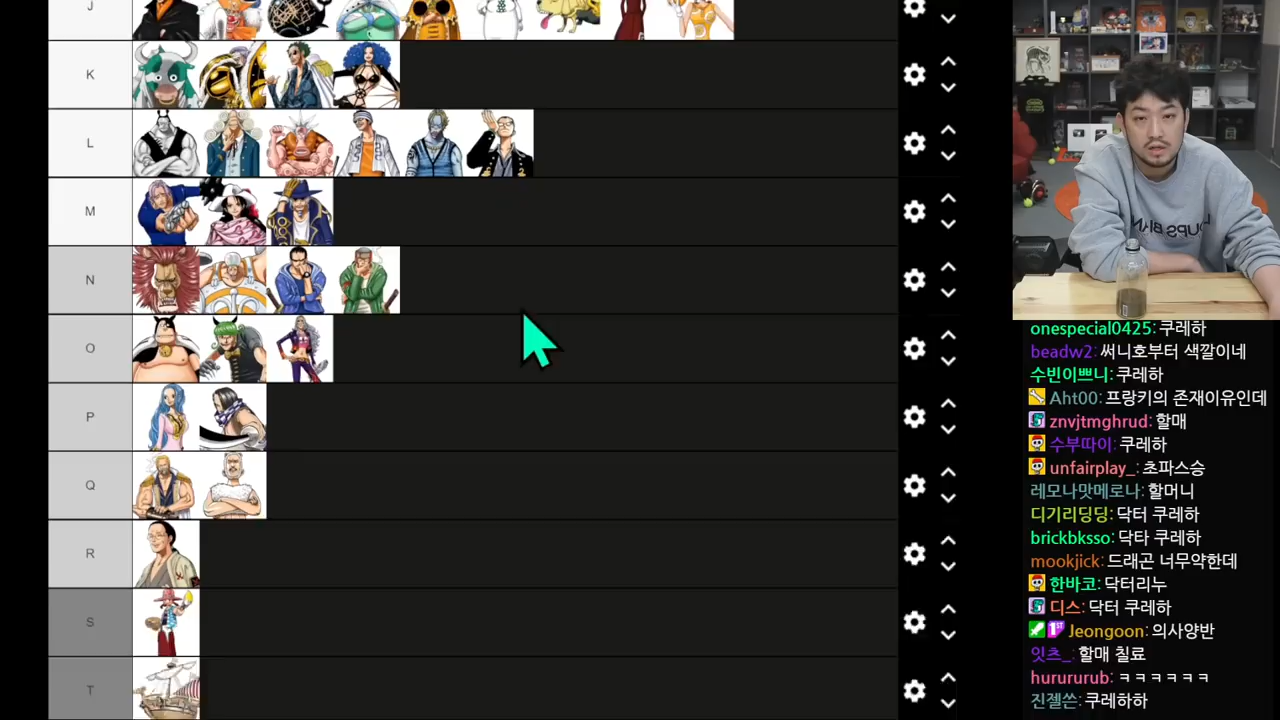 J
K
L
M
N
O
P
Q
R
S
T
onespecial0425: 쿠레하
beadw2: 써니호부터 색깔이네
수빈이쁘니: 쿠레하
Aht00: 프랑키의 존재이유인데
znvjtmghrud: 할매
수부따이: 쿠레하
unfairplay_: 초파스승
레모나맛메로나: 할머니
디기리딩딩: 닥터 쿠레하
brickbksso: 닥타 쿠레하
mookjick: 드래곤 너무약한데
한바코: 닥터리누
디스: 닥터 쿠레하
Jeongoon: 의사양반
잇츠_: 할매 칠료
hurururub: ㅋㅋㅋㅋㅋㅋ
진젤쓴: 쿠레하하